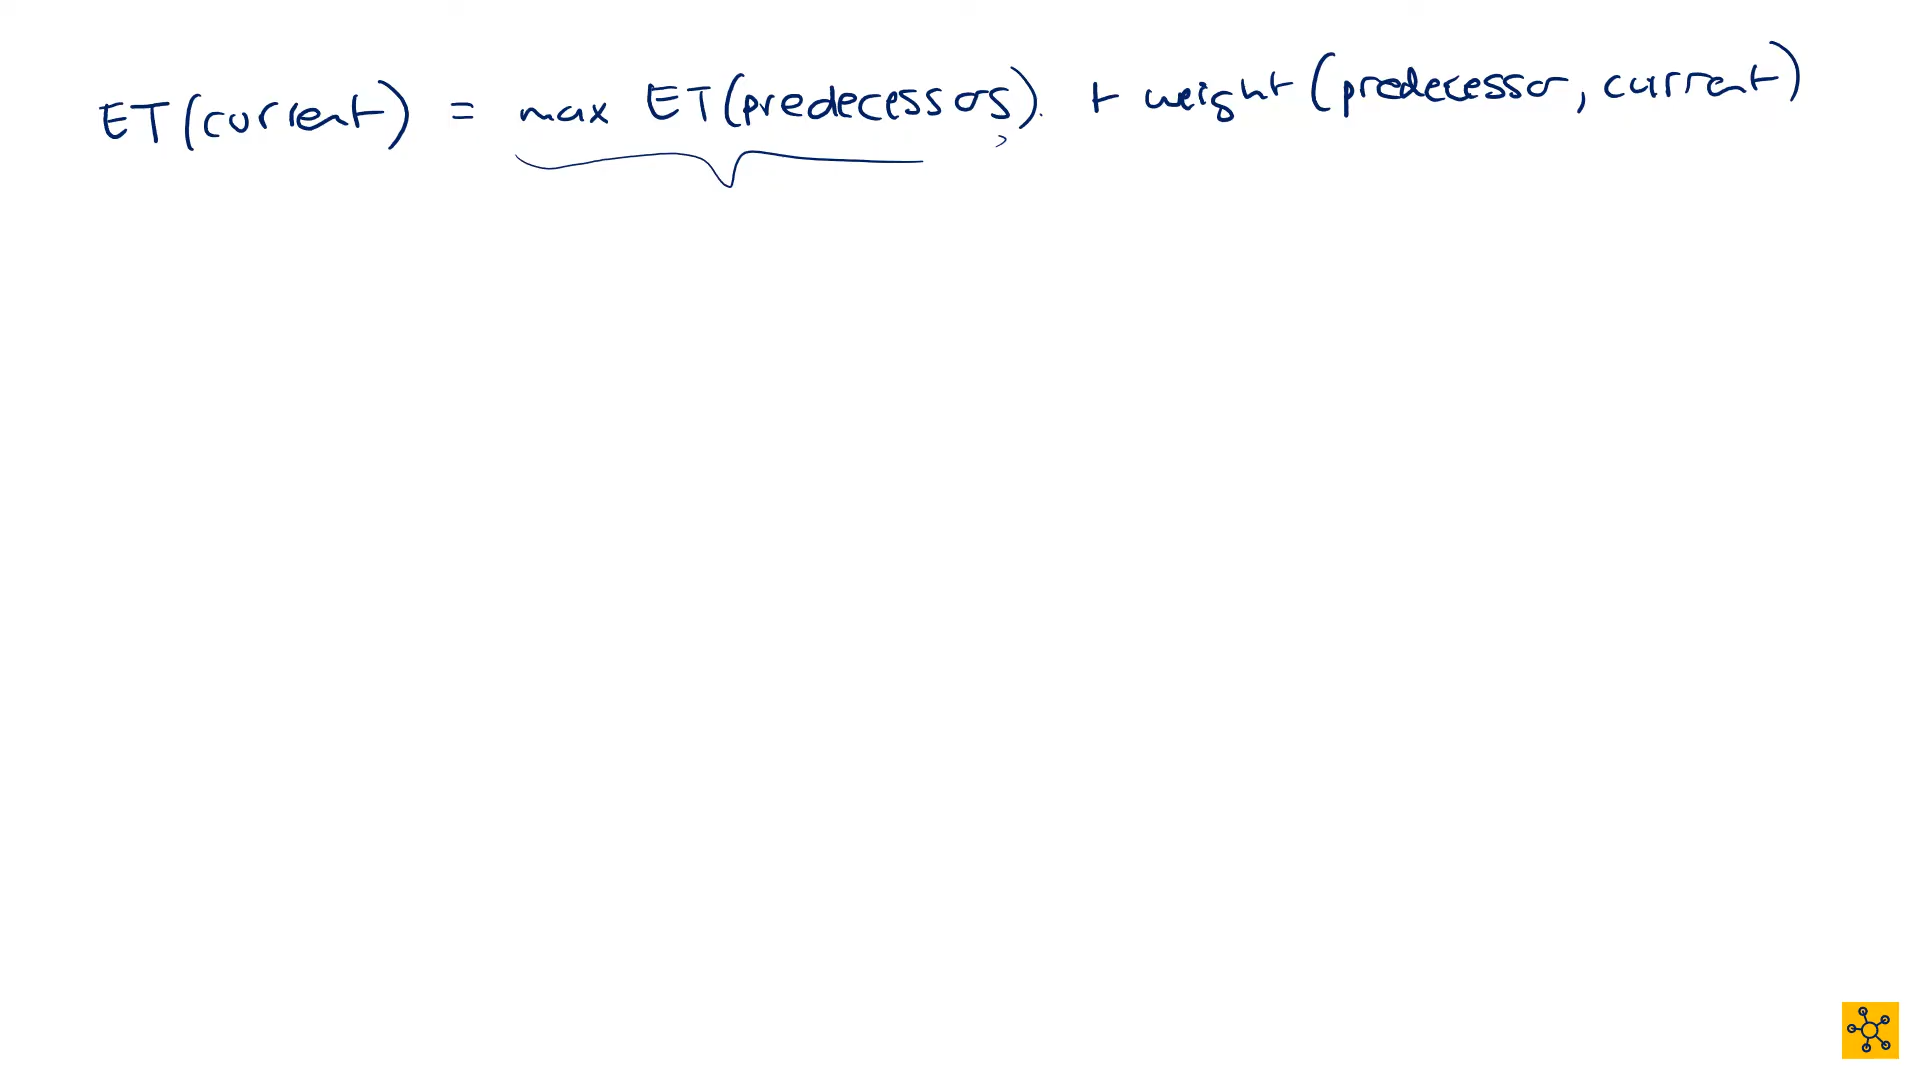 ET(current) = max ET(predecessors). + weight(predecessor, current)